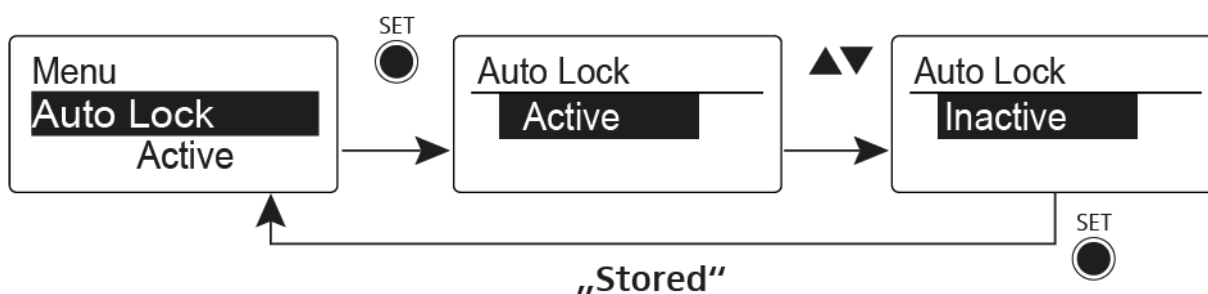 Menu
Auto Lock
Active
SET
Auto Lock
Active
▲▼
Auto Lock
Inactive
SET
„Stored“